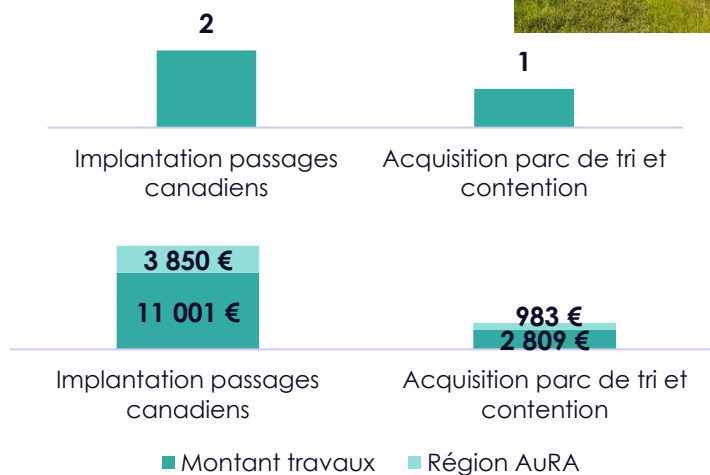 2
1
Implantation passages
canadiens
Acquisition parc de tri et
contention
3 850 €
11 001 €
983 €
2 809 €
Implantation passages
canadiens
Acquisition parc de tri et
contention
Montant travaux
Région AuRA